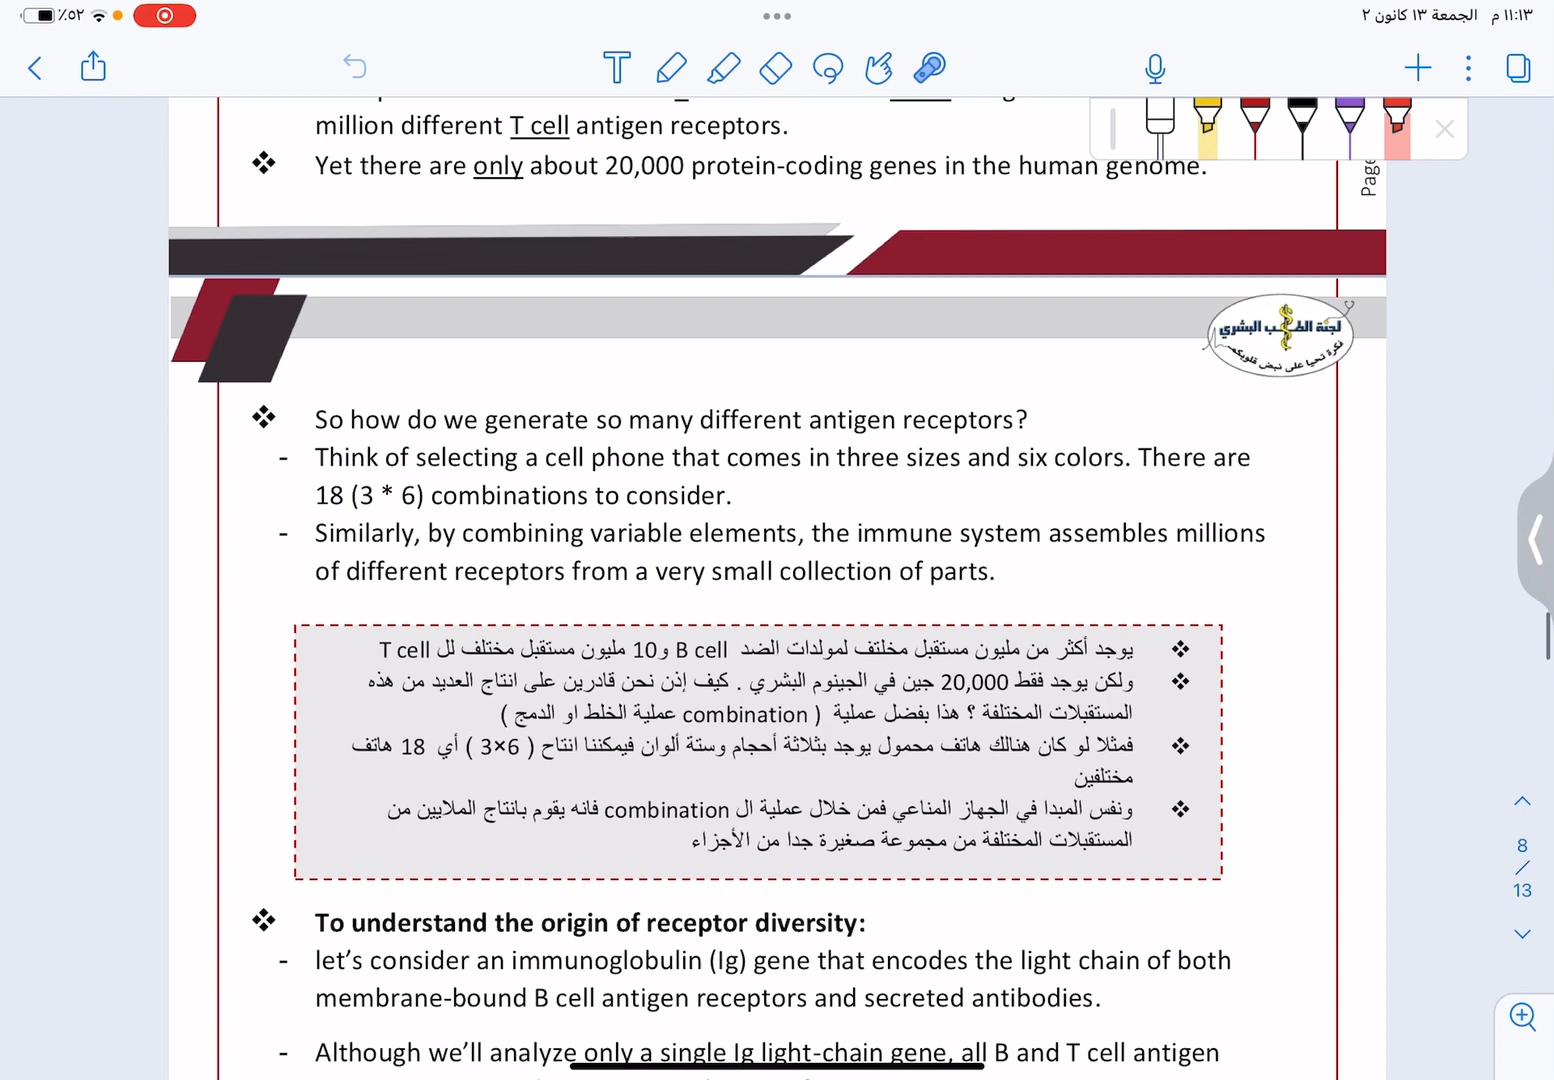 ٪٥٢
١١:١٣ م الجمعة ١٣ كانون ٢
million different T cell antigen receptors.
❖ Yet there are only about 20,000 protein-coding genes in the human genome.
Page
لجنة الطب البشري
فكرة تحيا على نبض قلوبكم
❖ So how do we generate so many different antigen receptors?
- Think of selecting a cell phone that comes in three sizes and six colors. There are
18 (3 * 6) combinations to consider.
- Similarly, by combining variable elements, the immune system assembles millions
of different receptors from a very small collection of parts.
❖ يوجد أكثر من مليون مستقبل مخلتف لمولدات الضد B cell و10 مليون مستقبل مختلف لل T cell
❖ ولكن يوجد فقط 20,000 جين في الجينوم البشري . كيف إذن نحن قادرين على انتاج العديد من هذه
المستقبلات المختلفة ؟ هذا بفضل عملية ( combination عملية الخلط او الدمج )
❖ فمثلا لو كان هنالك هاتف محمول يوجد بثلاثة أحجام وستة ألوان فيمكننا انتاج ( 3×6 ) أي 18 هاتف
مختلفين
❖ ونفس المبدا في الجهاز المناعي فمن خلال عملية ال combination فانه يقوم بانتاج الملايين من
المستقبلات المختلفة من مجموعة صغيرة جدا من الأجزاء
❖ To understand the origin of receptor diversity:
- let’s consider an immunoglobulin (Ig) gene that encodes the light chain of both
membrane-bound B cell antigen receptors and secreted antibodies.
- Although we’ll analyze only a single Ig light-chain gene, all B and T cell antigen
8
/
13